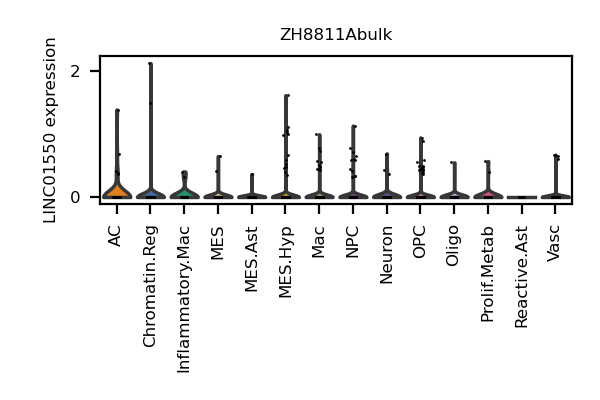 ZH8811Abulk
LINC01550 expression
2
0
AC
Chromatin.Reg
Inflammatory.Mac
MES
MES.Ast
MES.Hyp
Mac
NPC
Neuron
OPC
Oligo
Prolif.Metab
Reactive.Ast
Vasc